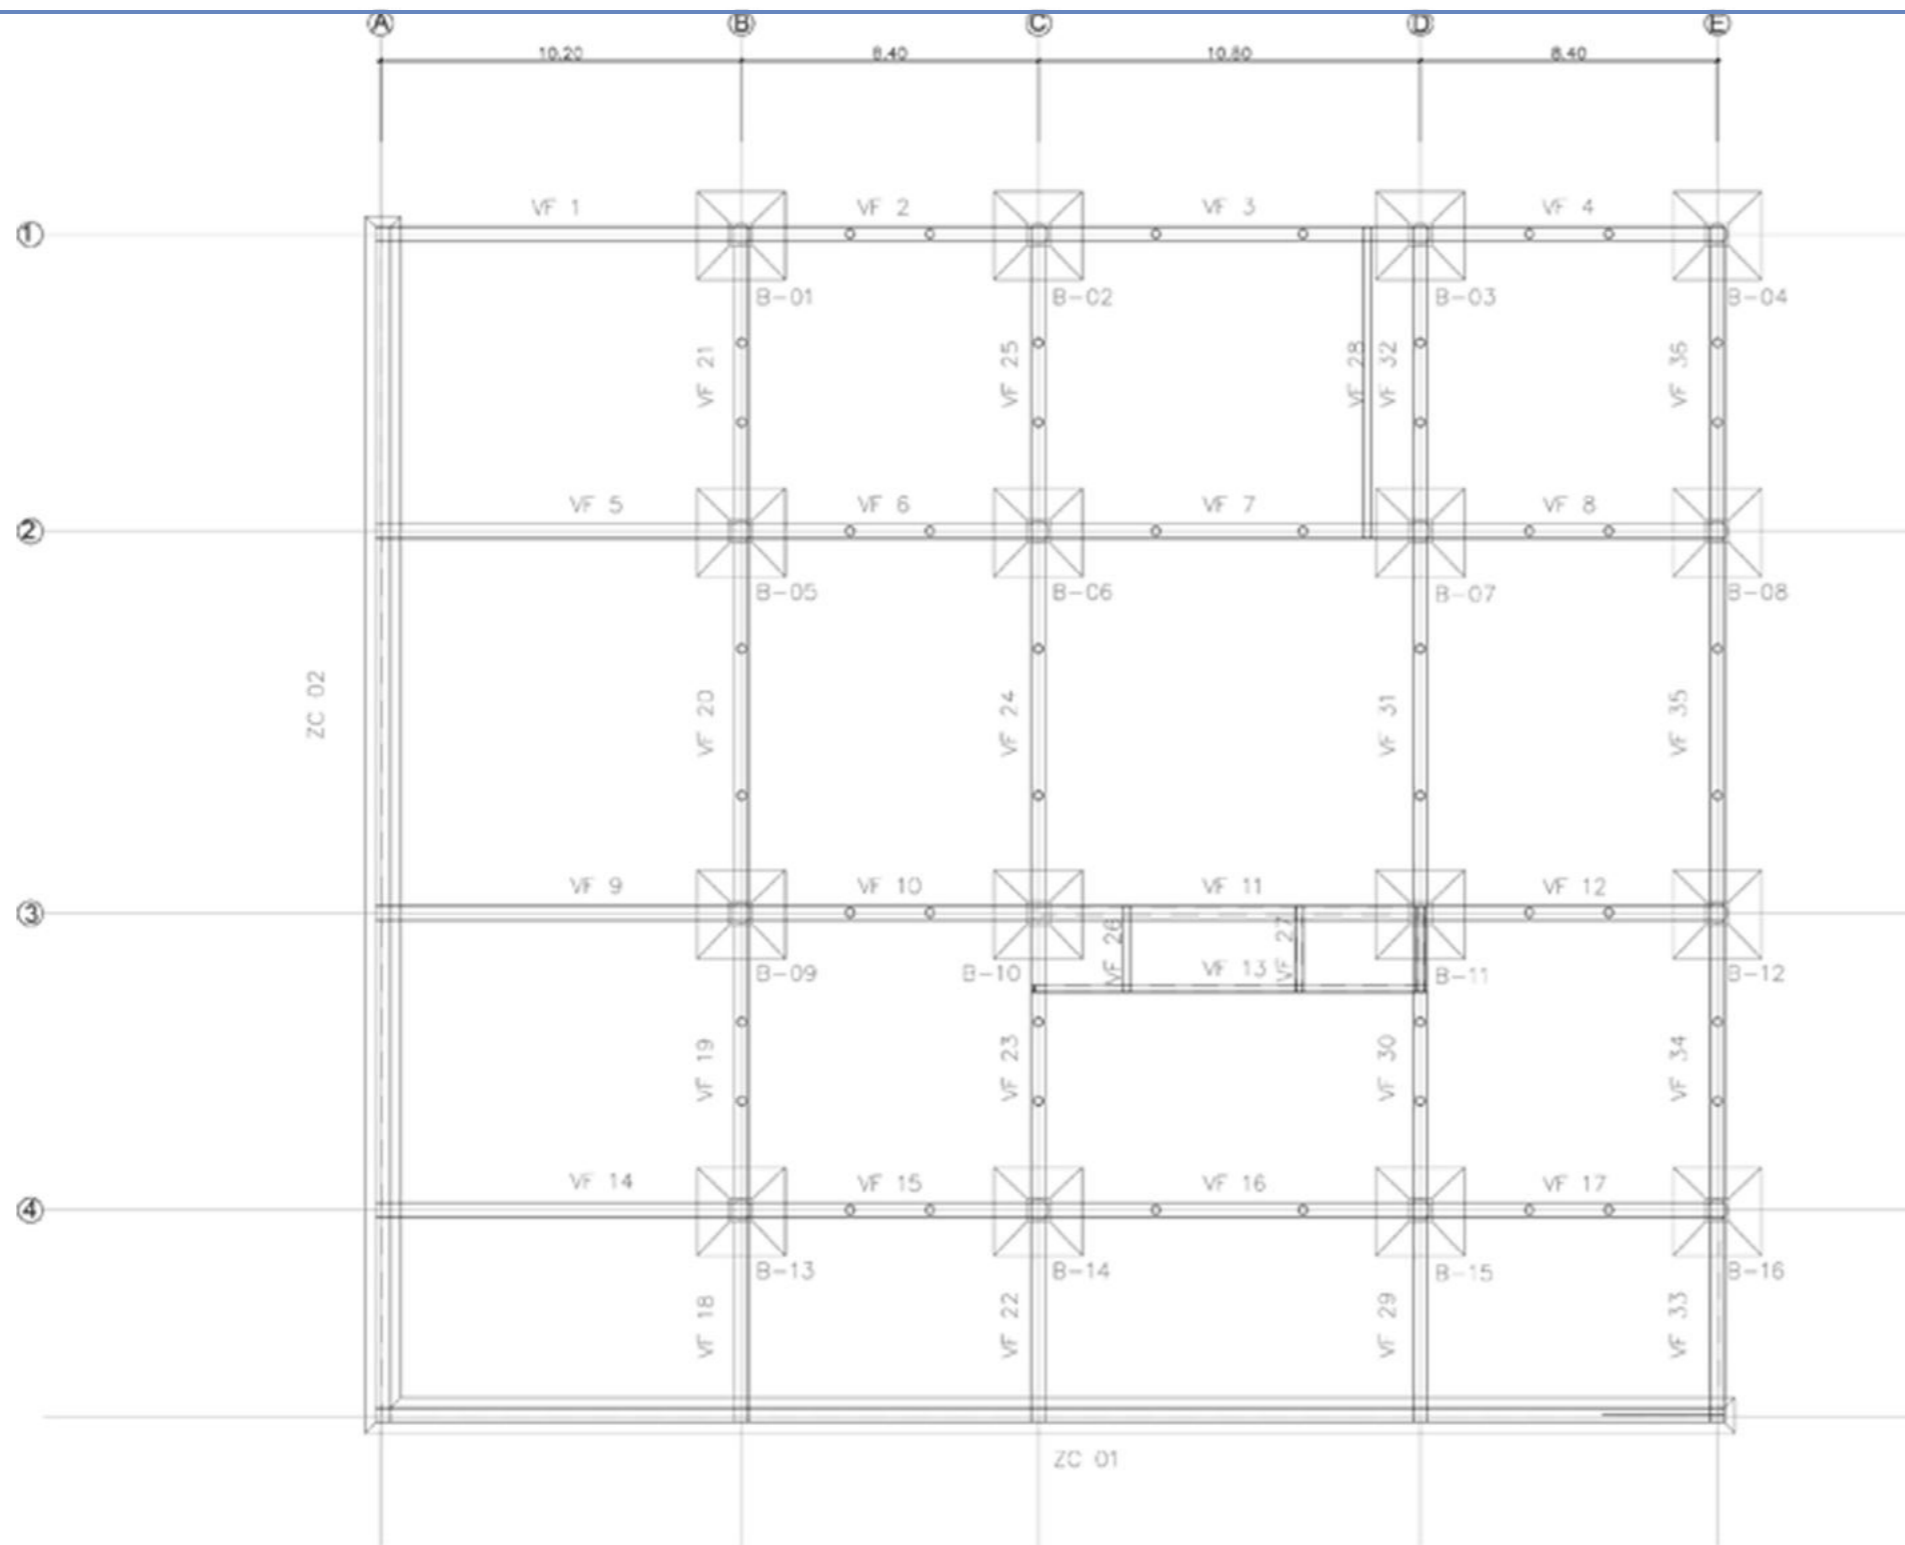 A B C D E
10.20 8.40 10.80 8.40
1
VF 1 VF 2 VF 3 VF 4
B-01 B-02 B-03 B-04
VF 21 VF 25 VF 28 VF 32 VF 36
2
VF 5 VF 6 VF 7 VF 8
B-05 B-06 B-07 B-08
ZC 02
VF 20 VF 24 VF 31 VF 35
3
VF 9 VF 10 VF 11 VF 12
VF 26 VF 13 VF 27
B-09 B-10 B-11 B-12
VF 19 VF 23 VF 30 VF 34
4
VF 14 VF 15 VF 16 VF 17
B-13 B-14 B-15 B-16
VF 18 VF 22 VF 29 VF 33
ZC 01